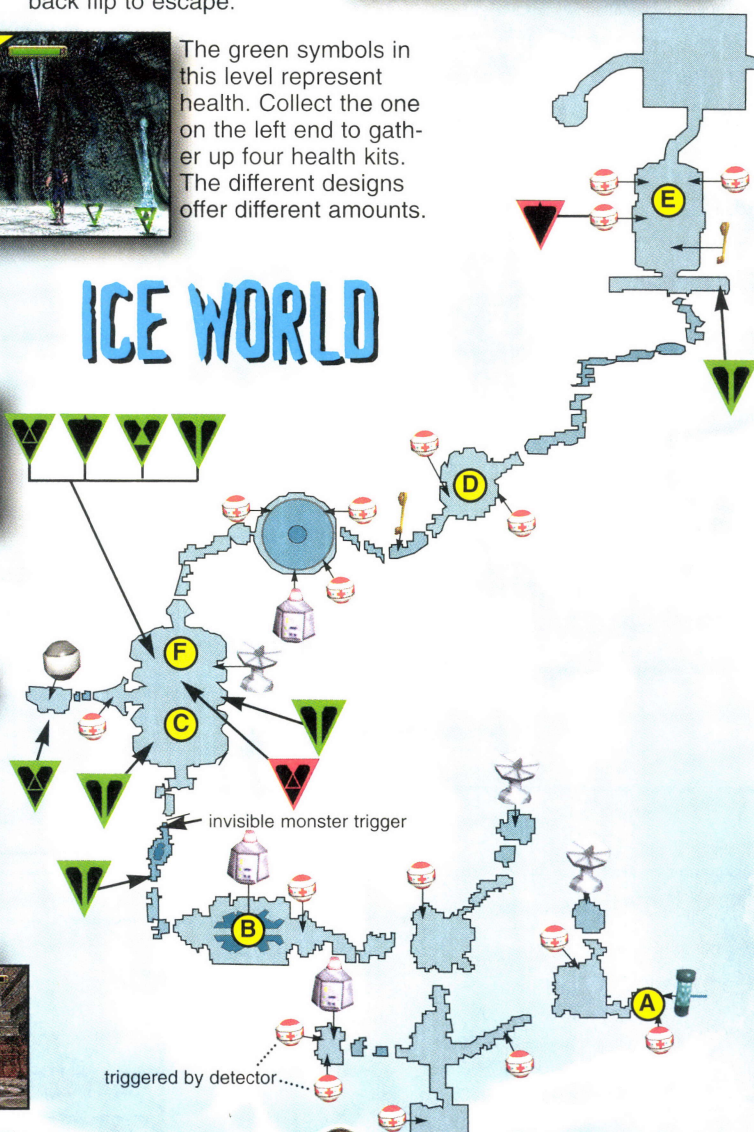 back flip to escape.
The green symbols in
this level represent
health. Collect the one
on the left end to gath-
er up four health kits.
The different designs
offer different amounts.
ICE WORLD
E
D
F
C
invisible monster trigger
B
A
triggered by detector